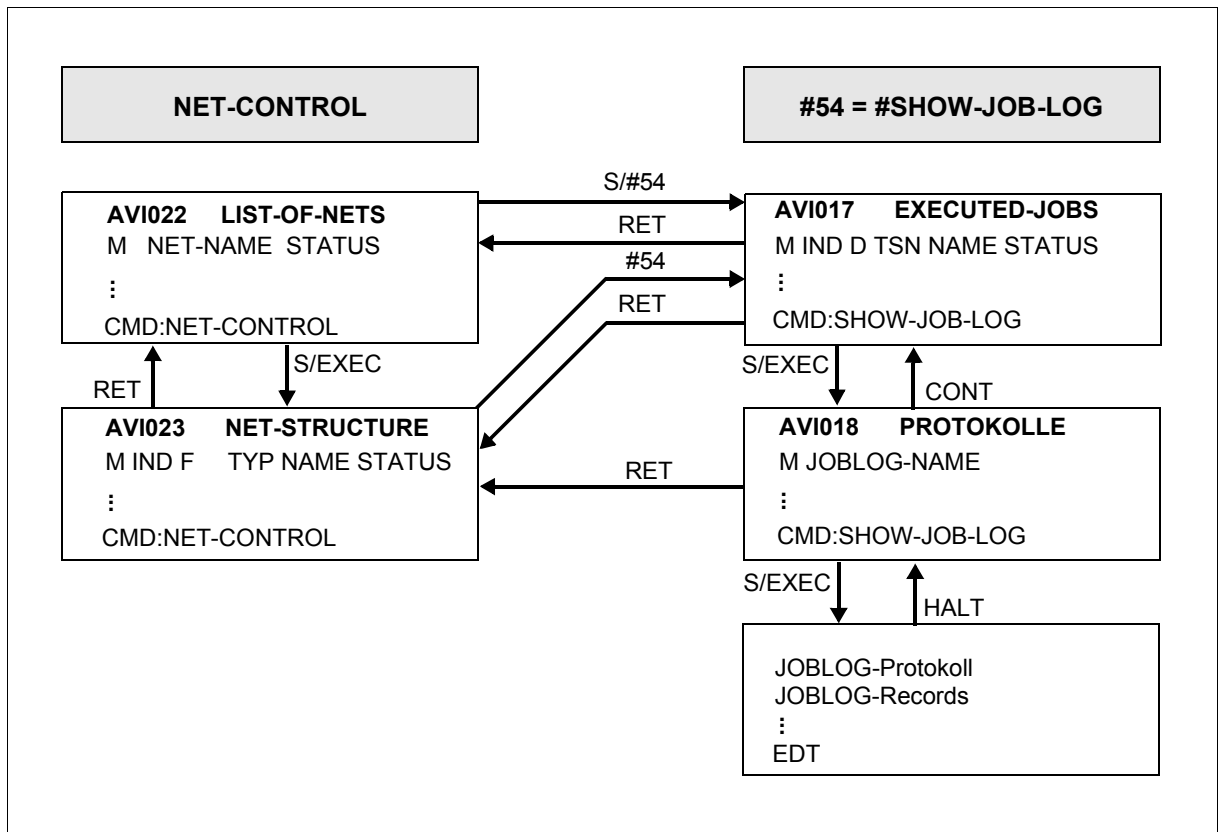 NET-CONTROL
#54 = #SHOW-JOB-LOG
AVI022 LIST-OF-NETS
M NET-NAME STATUS
⋮
CMD:NET-CONTROL
S/#54
RET
#54
RET
AVI017 EXECUTED-JOBS
M IND D TSN NAME STATUS
⋮
CMD:SHOW-JOB-LOG
RET
S/EXEC
S/EXEC
CONT
AVI023 NET-STRUCTURE
M IND F TYP NAME STATUS
⋮
CMD:NET-CONTROL
RET
AVI018 PROTOKOLLE
M JOBLOG-NAME
⋮
CMD:SHOW-JOB-LOG
S/EXEC
HALT
JOBLOG-Protokoll
JOBLOG-Records
⋮
EDT